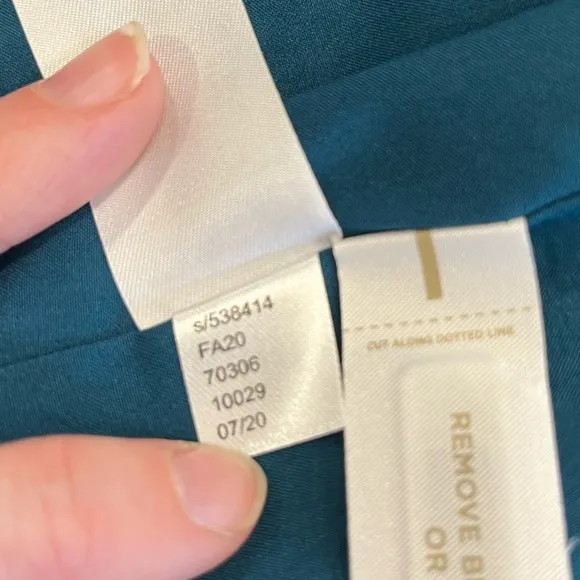 s/538414
FA20
70306
10029
07/20
CUT ALONG DOTTED LINE
REMOVE B
OR